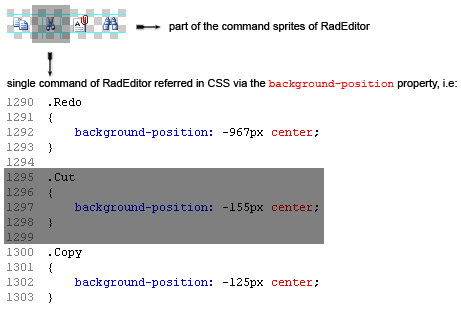 part of the command sprites of RadEditor
single command of RadEditor referred in CSS via the background-position property, i.e:
1290 .Redo
1291 {
1292 background-position: -967px center;
1293 }
1294
1295 .Cut
1296 {
1297 background-position: -155px center;
1298 }
1299
1300 .Copy
1301 {
1302 background-position: -125px center;
1303 }